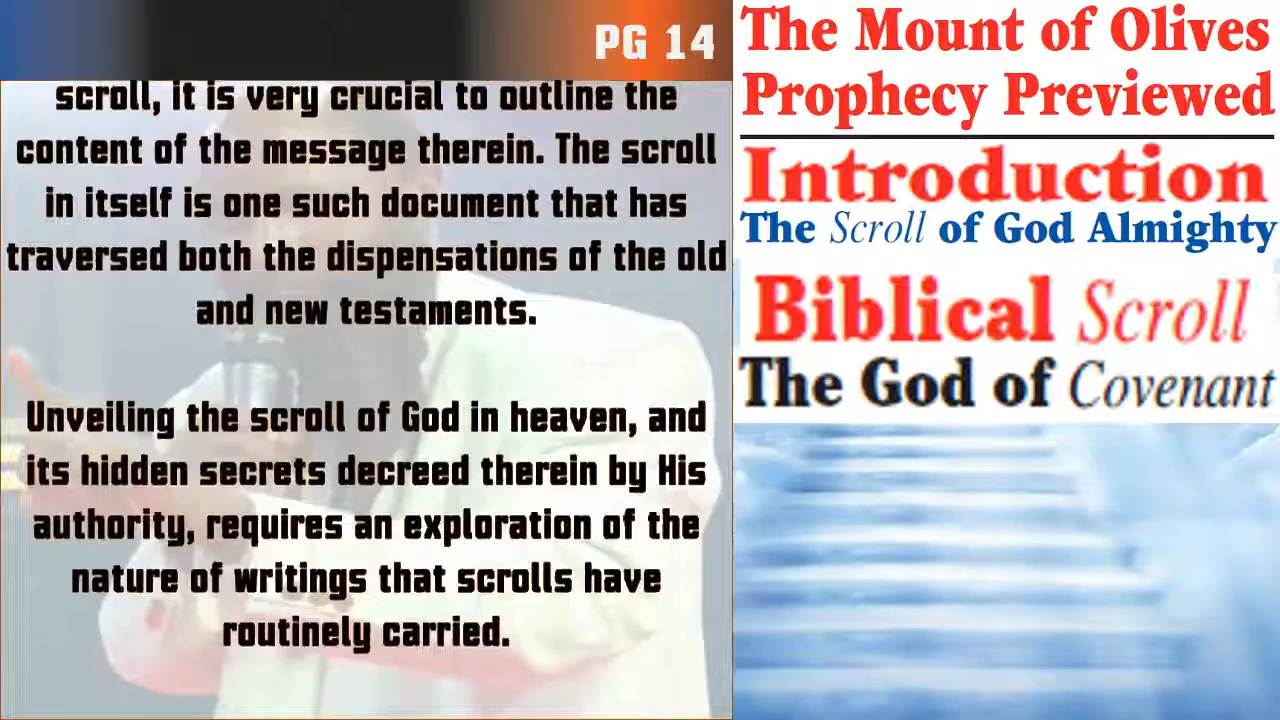 PG 14
scroll, it is very crucial to outline the
content of the message therein. The scroll
in itself is one such document that has
traversed both the dispensations of the old
and new testaments.
Unveiling the scroll of God in heaven, and
its hidden secrets decreed therein by His
authority, requires an exploration of the
nature of writings that scrolls have
routinely carried.
The Mount of Olives
Prophecy Previewed
Introduction
The Scroll of God Almighty
Biblical Scroll
The God of Covenant